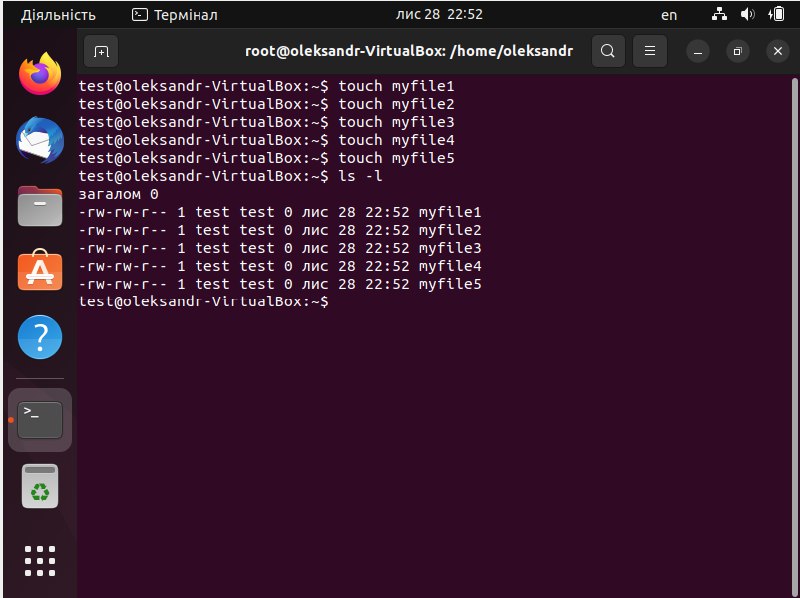 Діяльність Термінал лис 28 22:52 en
root@oleksandr-VirtualBox: /home/oleksandr
test@oleksandr-VirtualBox:~$ touch myfile1
test@oleksandr-VirtualBox:~$ touch myfile2
test@oleksandr-VirtualBox:~$ touch myfile3
test@oleksandr-VirtualBox:~$ touch myfile4
test@oleksandr-VirtualBox:~$ touch myfile5
test@oleksandr-VirtualBox:~$ ls -l
загалом 0
-rw-rw-r-- 1 test test 0 лис 28 22:52 myfile1
-rw-rw-r-- 1 test test 0 лис 28 22:52 myfile2
-rw-rw-r-- 1 test test 0 лис 28 22:52 myfile3
-rw-rw-r-- 1 test test 0 лис 28 22:52 myfile4
-rw-rw-r-- 1 test test 0 лис 28 22:52 myfile5
test@oleksandr-VirtualBox:~$